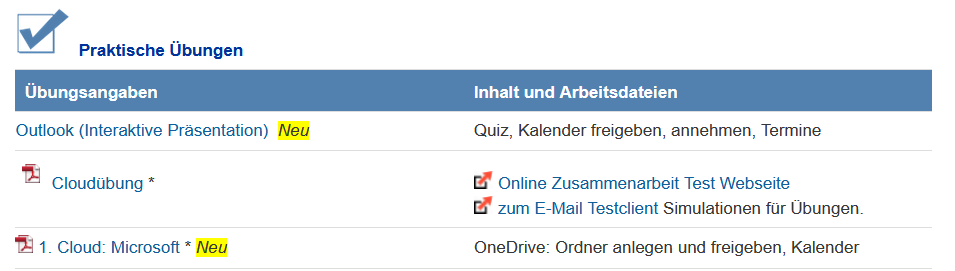 Praktische Übungen
Übungsangaben Inhalt und Arbeitsdateien
Outlook (Interaktive Präsentation) Neu Quiz, Kalender freigeben, annehmen, Termine
Cloudübung * Online Zusammenarbeit Test Webseite
zum E-Mail Testclient Simulationen für Übungen.
1. Cloud: Microsoft * Neu OneDrive: Ordner anlegen und freigeben, Kalender